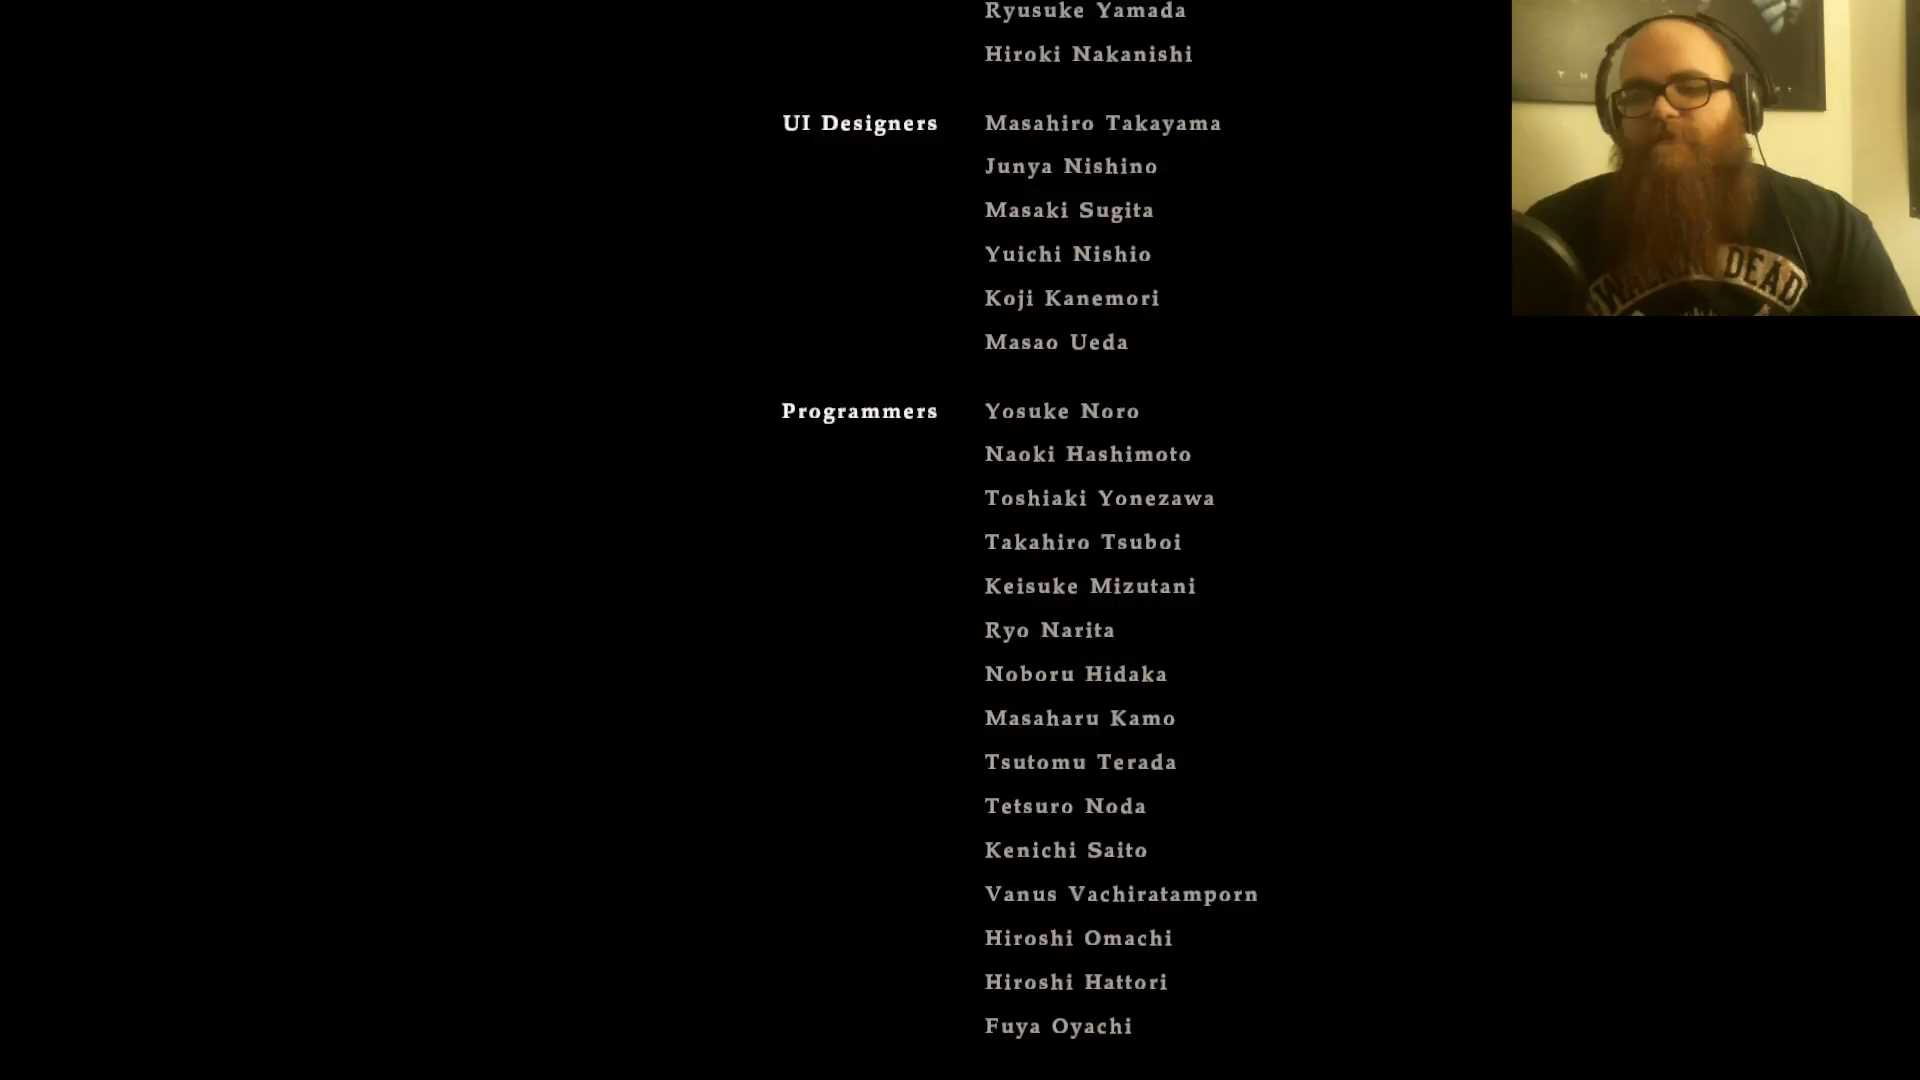 Ryusuke Yamada
Hiroki Nakanishi
UI Designers Masahiro Takayama
Junya Nishino
Masaki Sugita
Yuichi Nishio
Koji Kanemori
Masao Ueda
Programmers Yosuke Noro
Naoki Hashimoto
Toshiaki Yonezawa
Takahiro Tsuboi
Keisuke Mizutani
Ryo Narita
Noboru Hidaka
Masaharu Kamo
Tsutomu Terada
Tetsuro Noda
Kenichi Saito
Vanus Vachiratamporn
Hiroshi Omachi
Hiroshi Hattori
Fuya Oyachi
DEAD